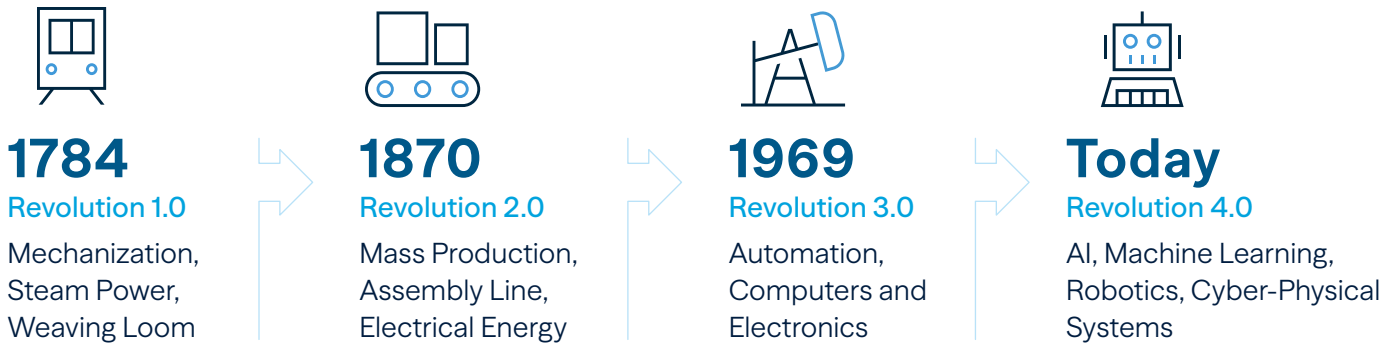 1784
Revolution 1.0
Mechanization,
Steam Power,
Weaving Loom
1870
Revolution 2.0
Mass Production,
Assembly Line,
Electrical Energy
1969
Revolution 3.0
Automation,
Computers and
Electronics
Today
Revolution 4.0
AI, Machine Learning,
Robotics, Cyber-Physical
Systems